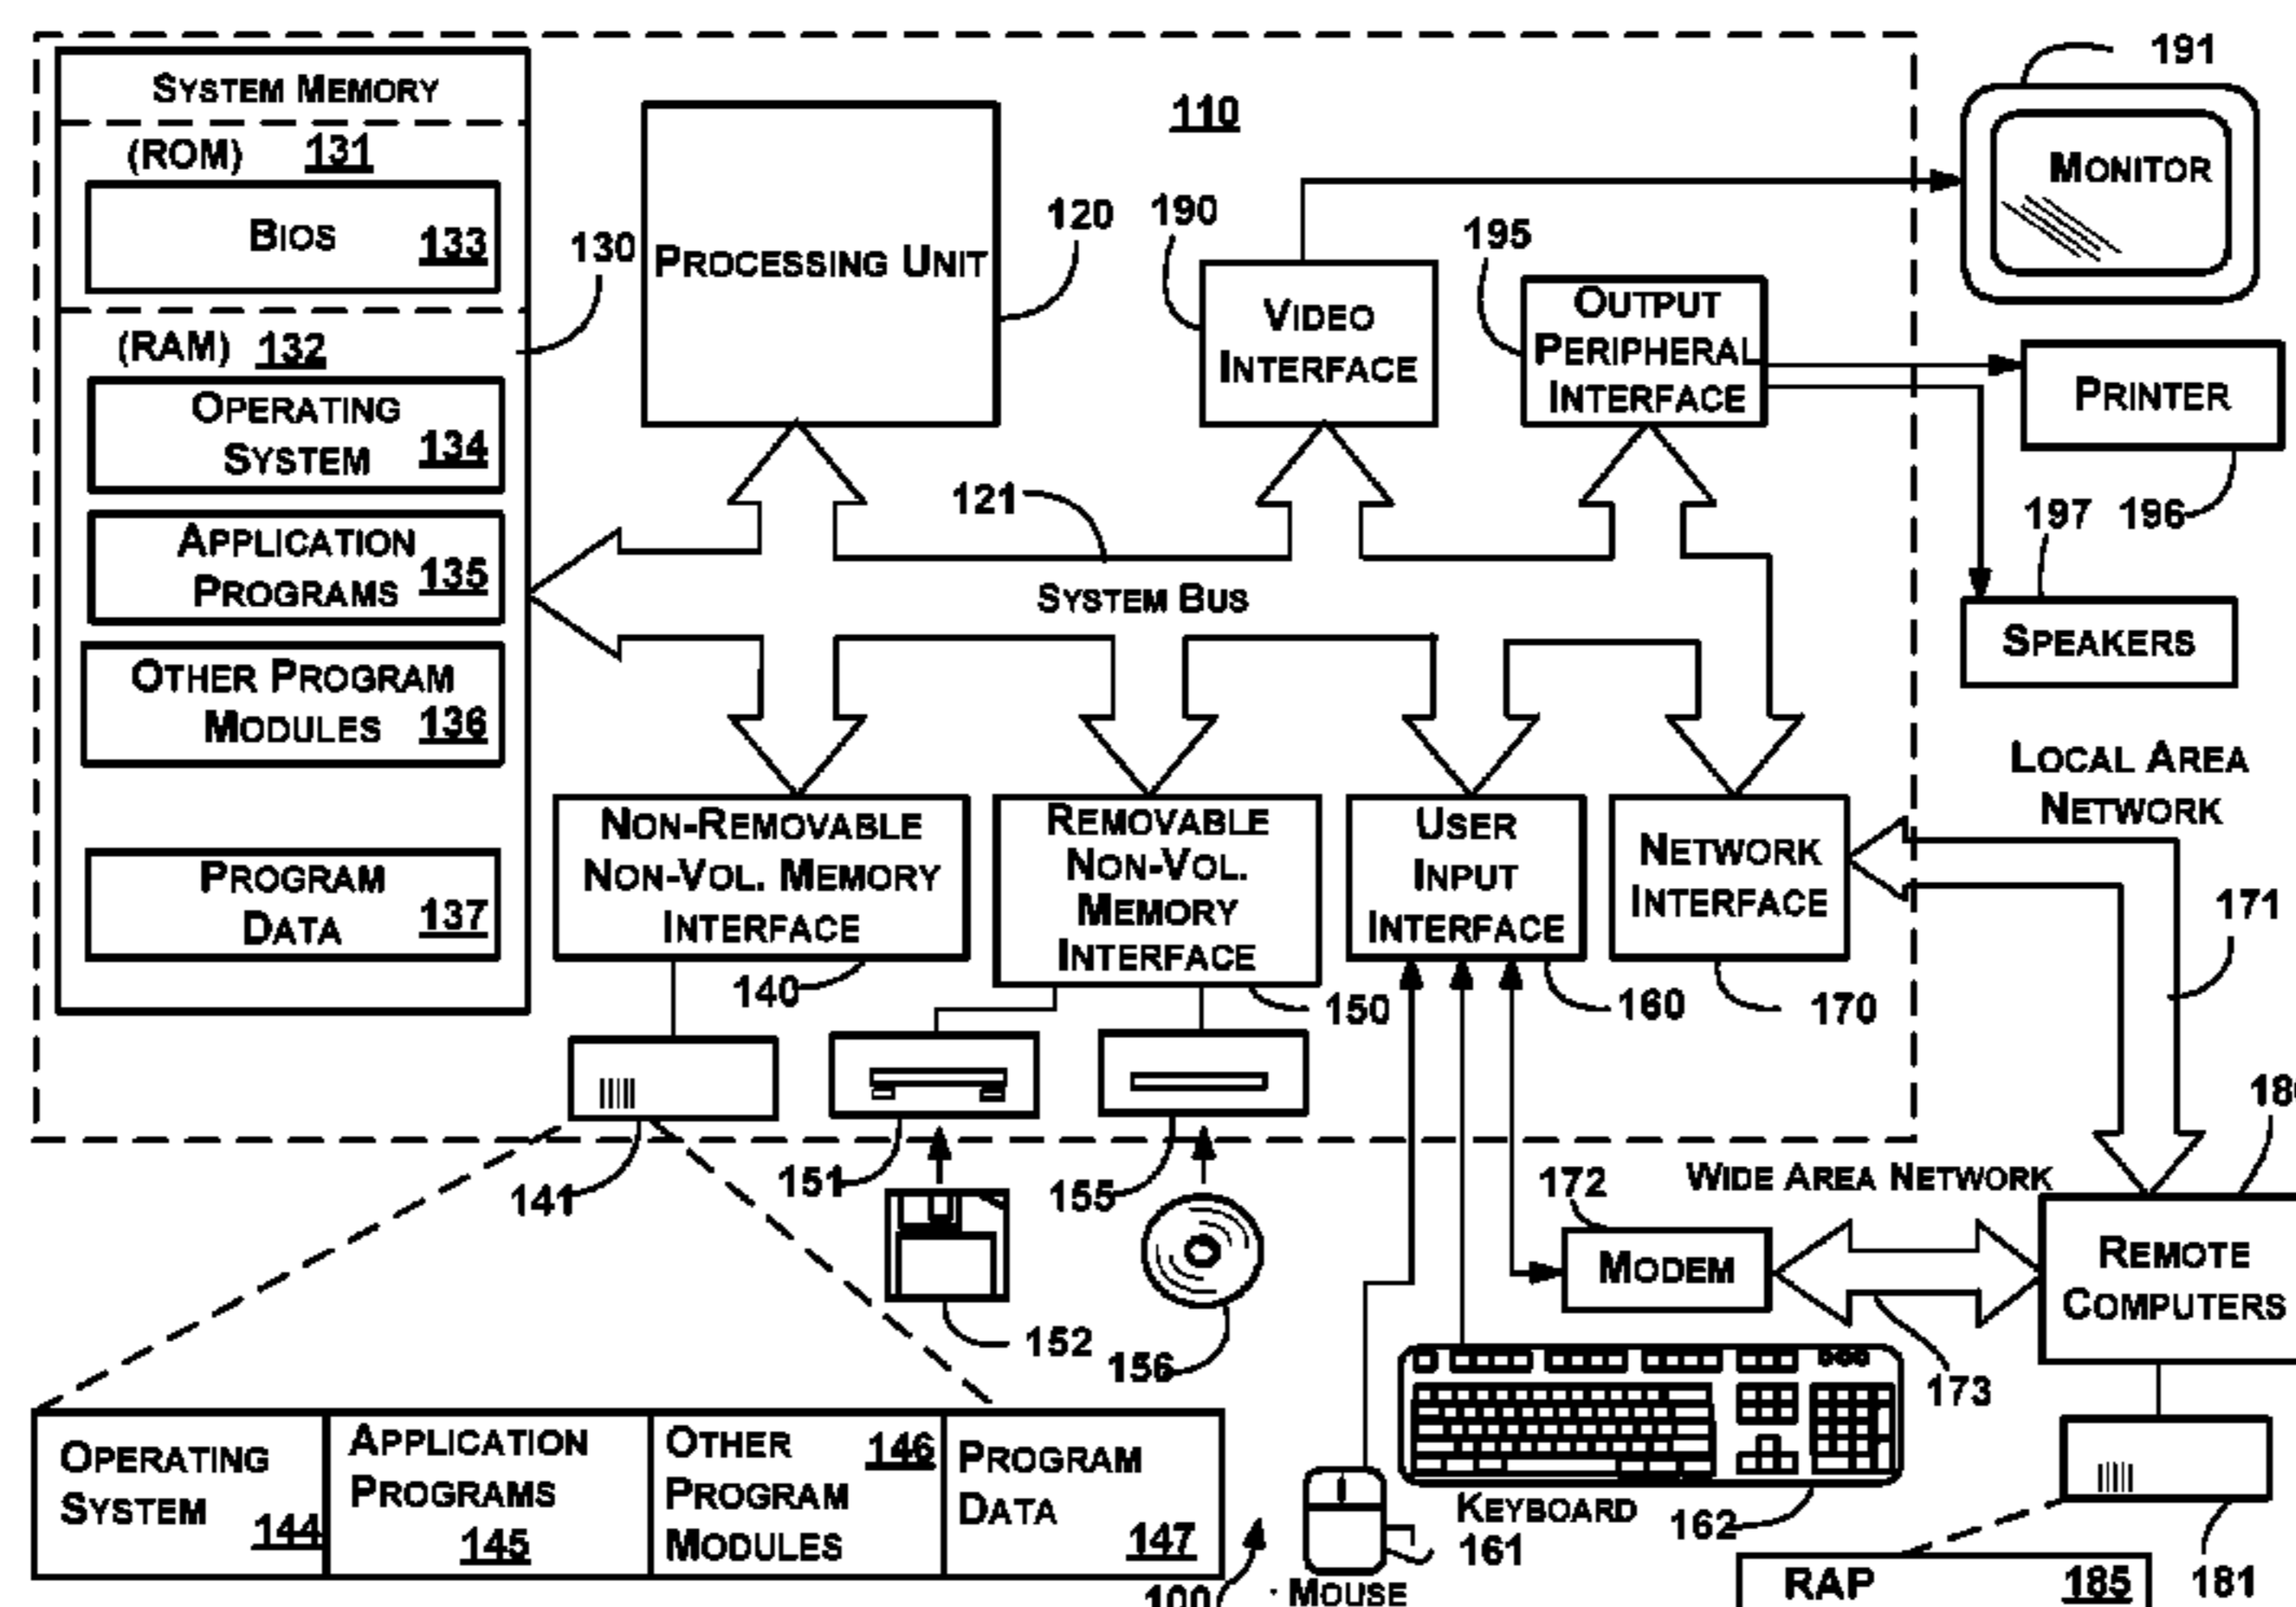 SYSTEM MEMORY
(ROM) 131
BIOS 133
130
(RAM) 132
OPERATING
SYSTEM 134
APPLICATION
PROGRAMS 135
OTHER PROGRAM
MODULES 136
PROGRAM
DATA 137
PROCESSING UNIT
120
110
190
VIDEO
INTERFACE
195
OUTPUT
PERIPHERAL
INTERFACE
191
MONITOR
PRINTER
197 196
SPEAKERS
121
SYSTEM BUS
NON-REMOVABLE
NON-VOL. MEMORY
INTERFACE
140
REMOVABLE
NON-VOL.
MEMORY
INTERFACE
150
USER
INPUT
INTERFACE
160
NETWORK
INTERFACE
170
LOCAL AREA
NETWORK
171
141
151
155
152
156
172
WIDE AREA NETWORK
MODEM
173
REMOTE
COMPUTERS
OPERATING
SYSTEM 144
APPLICATION
PROGRAMS
145
OTHER 146
PROGRAM
MODULES
PROGRAM
DATA
147
100
MOUSE
KEYBOARD
161
162
181
RAP 185